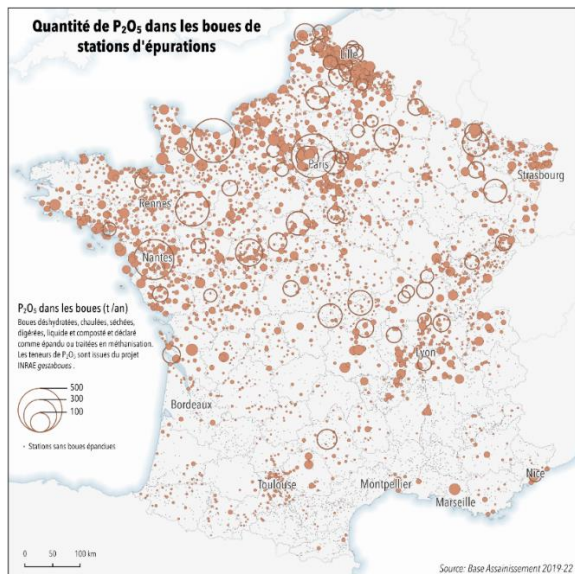 Quantité de P₂O₅ dans les boues de
stations d'épurations
Lille
Paris
Strasbourg
Rennes
Nantes
P₂O₅ dans les boues (t /an)
Boues déshydratées, chaulées, séchées,
digérées, liquide et composté et déclaré
comme épandu ou traitées en méthanisation.
Les teneurs de P₂O₅ sont issues du projet
INRAE gestaboues .
500
300
100
Stations sans boues épandues
Lyon
Bordeaux
Toulouse
Montpellier
Nice
Marseille
0 50 100 km
Source: Base Assainissement 2019-22